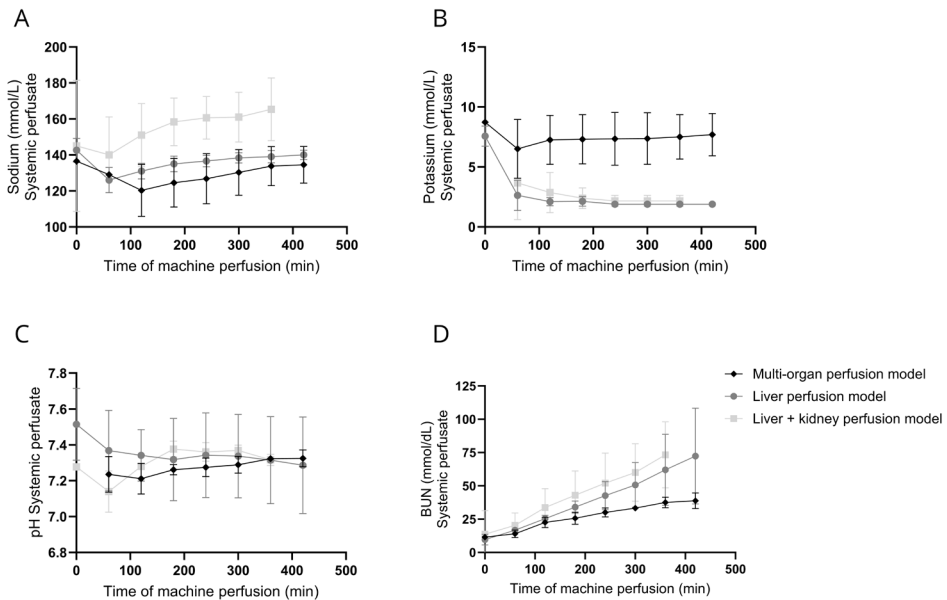 A
Sodium (mmol/L)
Systemic perfusate
200
180
160
140
120
100
0
100
200
300
400
500
Time of machine perfusion (min)
B
Potassium (mmol/L)
Systemic perfusate
15
10
5
0
0
100
200
300
400
500
Time of machine perfusion (min)
C
pH Systemic perfusate
7.8
7.6
7.4
7.2
7.0
6.8
0
100
200
300
400
500
Time of machine perfusion (min)
D
BUN (mmol/dL)
Systemic perfusate
125
100
75
50
25
0
0
100
200
300
400
500
Time of machine perfusion (min)
Multi-organ perfusion model
Liver perfusion model
Liver + kidney perfusion model